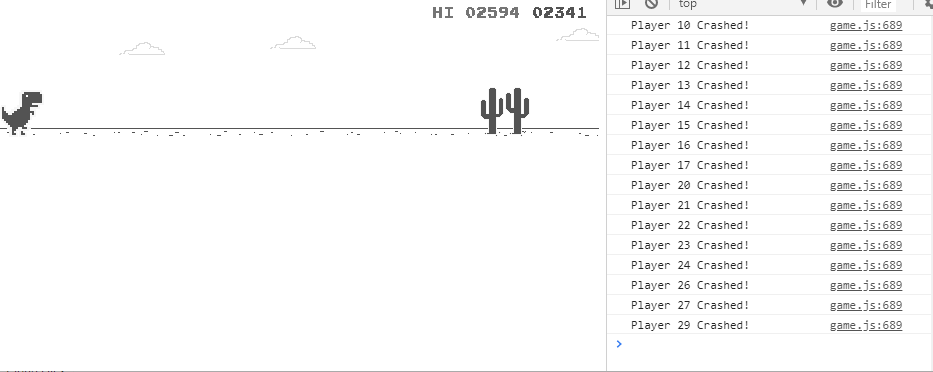 HI 02594 02341
top
Filter
Player 10 Crashed! game.js:689
Player 11 Crashed! game.js:689
Player 12 Crashed! game.js:689
Player 13 Crashed! game.js:689
Player 14 Crashed! game.js:689
Player 15 Crashed! game.js:689
Player 16 Crashed! game.js:689
Player 17 Crashed! game.js:689
Player 20 Crashed! game.js:689
Player 21 Crashed! game.js:689
Player 22 Crashed! game.js:689
Player 23 Crashed! game.js:689
Player 24 Crashed! game.js:689
Player 26 Crashed! game.js:689
Player 27 Crashed! game.js:689
Player 29 Crashed! game.js:689